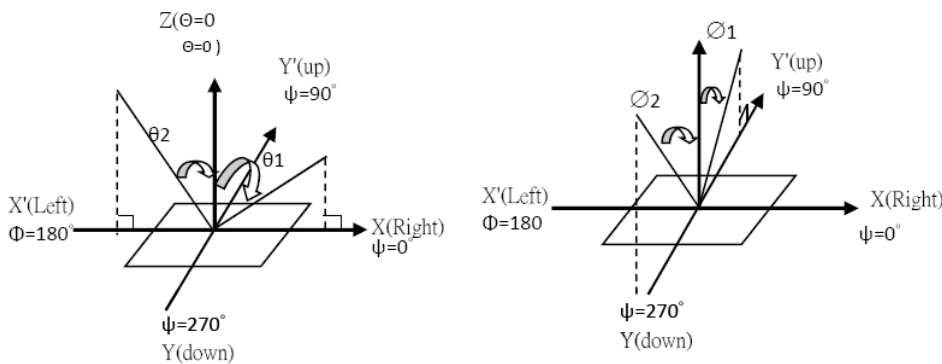 Z(Θ=0
Θ=0 )
Y'(up)
ψ=90°
θ2
θ1
X'(Left)
Φ=180°
X(Right)
ψ=0°
ψ=270°
Y(down)
∅1
Y'(up)
ψ=90°
∅2
X'(Left)
Φ=180
X(Right)
ψ=0°
ψ=270°
Y(down)